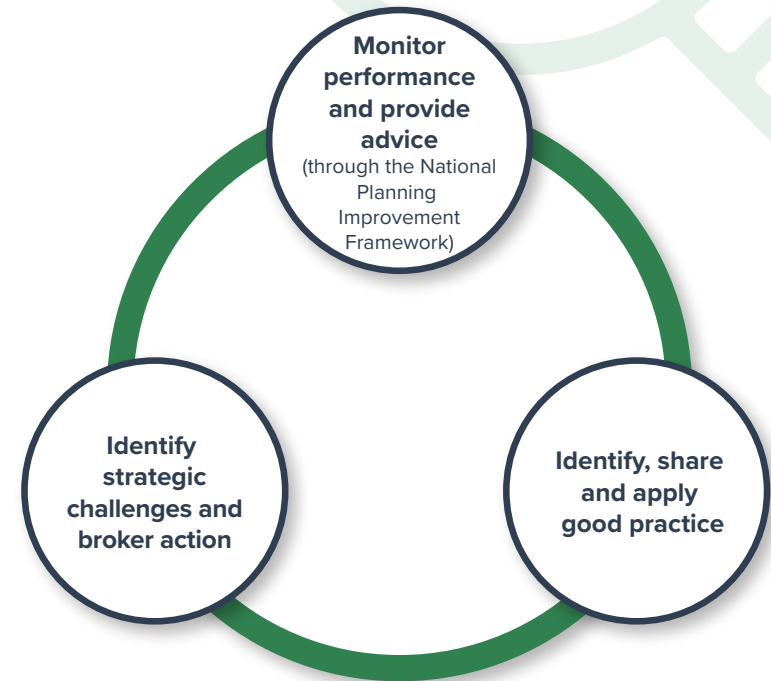 Monitor
performance
and provide
advice
(through the National
Planning
Improvement
Framework)
Identify
strategic
challenges and
broker action
Identify, share
and apply
good practice